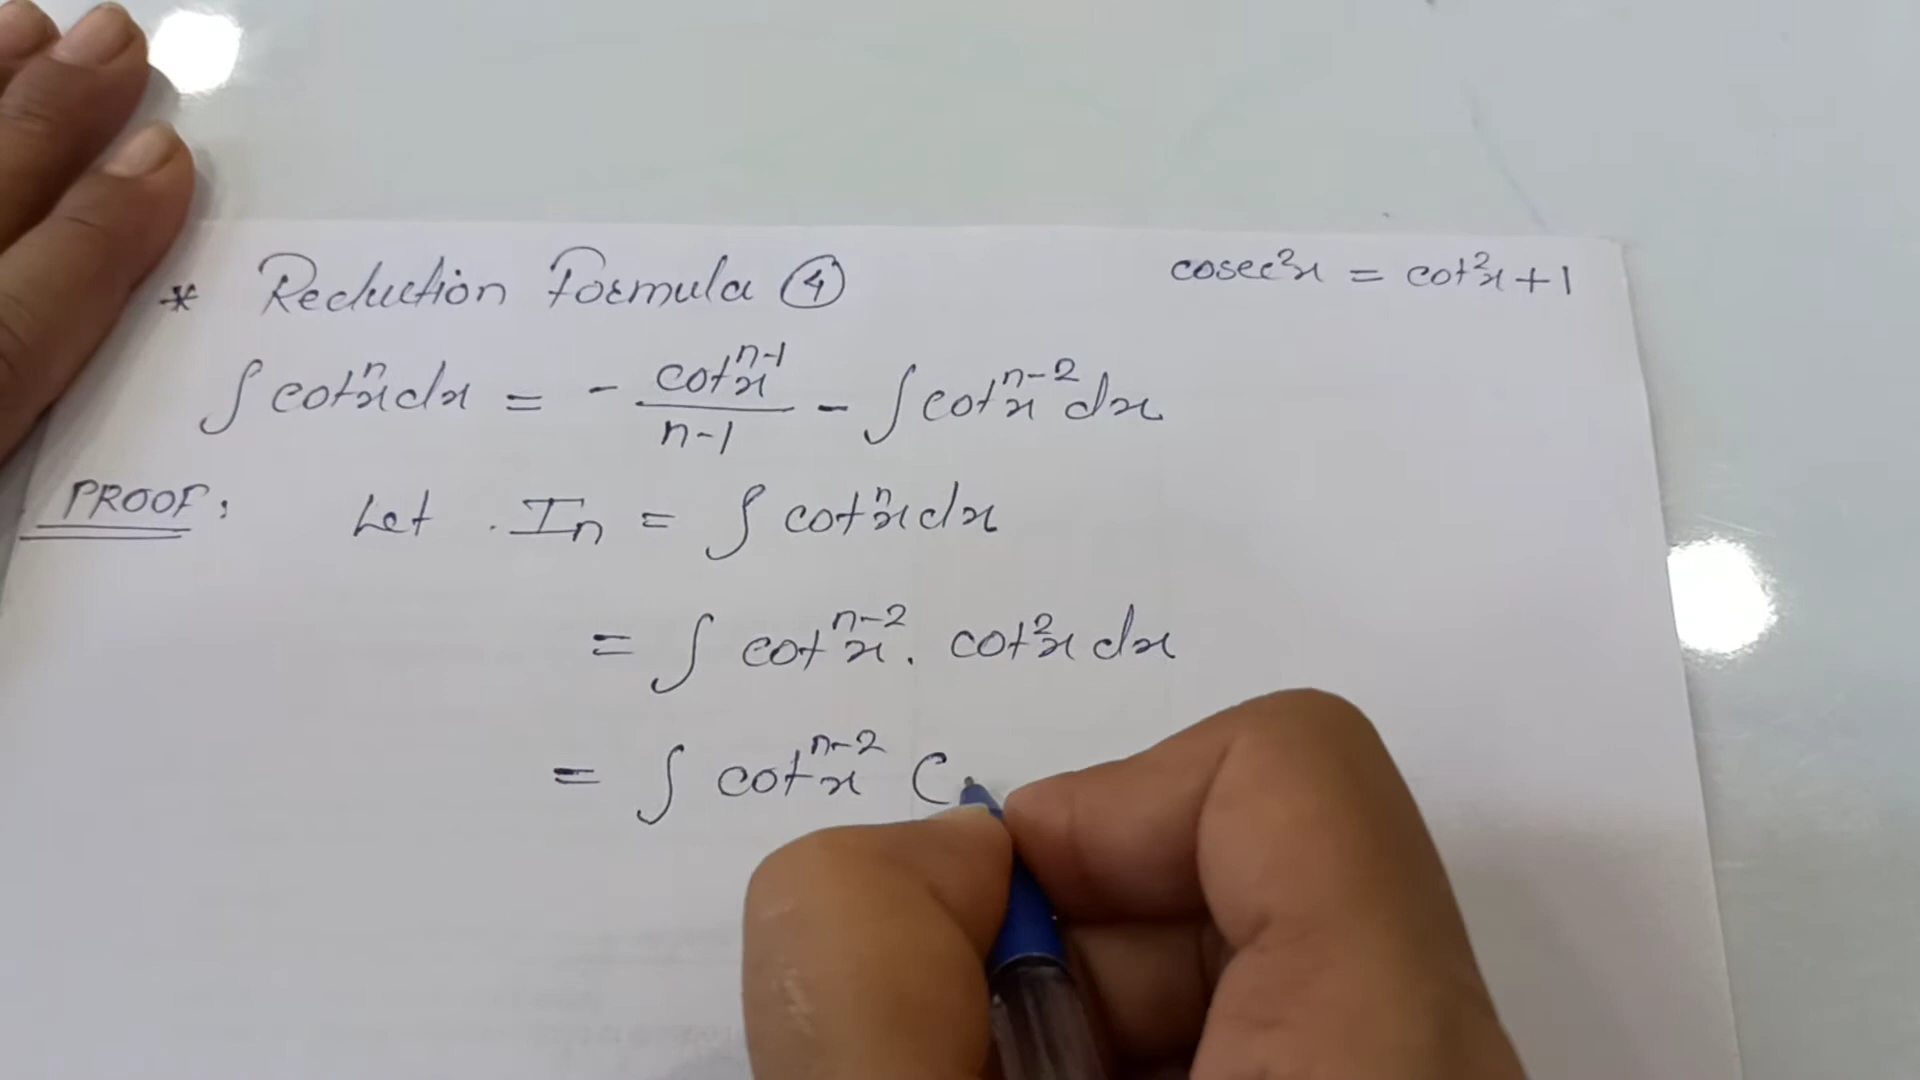 * Reduction Formula ④
cosec²x = cot²x + 1
∫ cotⁿx dx = - cotⁿ⁻¹x / n-1 - ∫ cotⁿ⁻²x dx
PROOF: Let Iₙ = ∫ cotⁿx dx
= ∫ cotⁿ⁻²x . cot²x dx
= ∫ cotⁿ⁻²x (